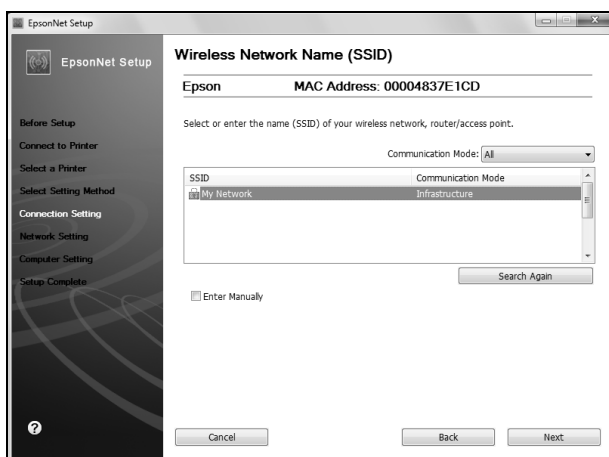 EpsonNet Setup
EpsonNet Setup
Before Setup
Connect to Printer
Select a Printer
Select Setting Method
Connection Setting
Network Setting
Computer Setting
Setup Complete
Wireless Network Name (SSID)
Epson MAC Address: 00004837E1CD
Select or enter the name (SSID) of your wireless network, router/access point.
Communication Mode: All
SSID Communication Mode
My Network Infrastructure
Search Again
Enter Manually
?
Cancel Back Next